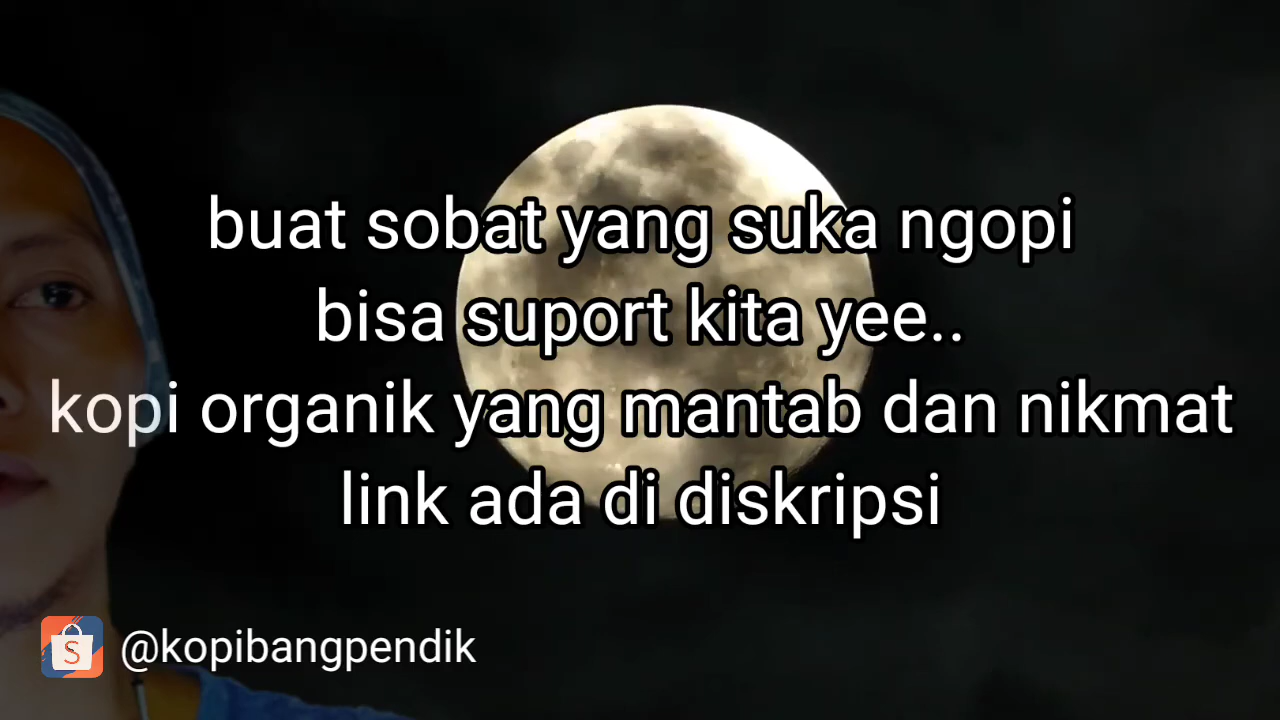 buat sobat yang suka ngopi
bisa suport kita yee..
kopi organik yang mantab dan nikmat
link ada di diskripsi
S
@kopibangpendik